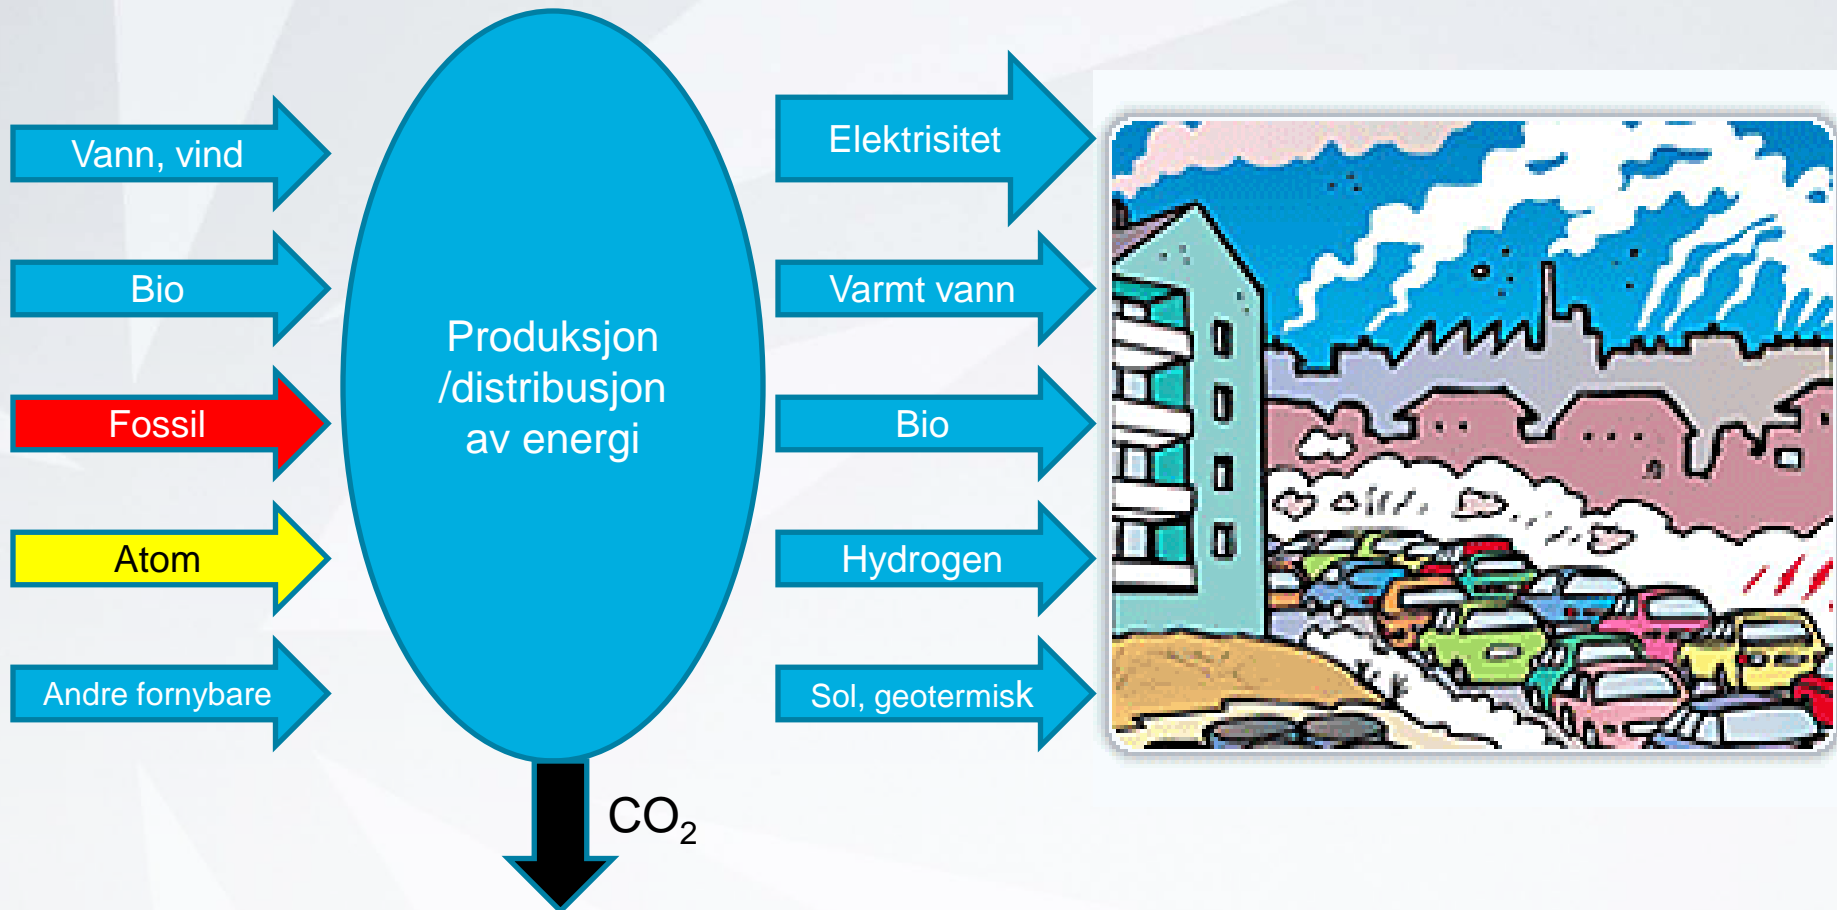 Vann, vind
Bio
Fossil
Atom
Andre fornybare
Produksjon
/distribusjon
av energi
CO₂
Elektrisitet
Varmt vann
Bio
Hydrogen
Sol, geotermisk